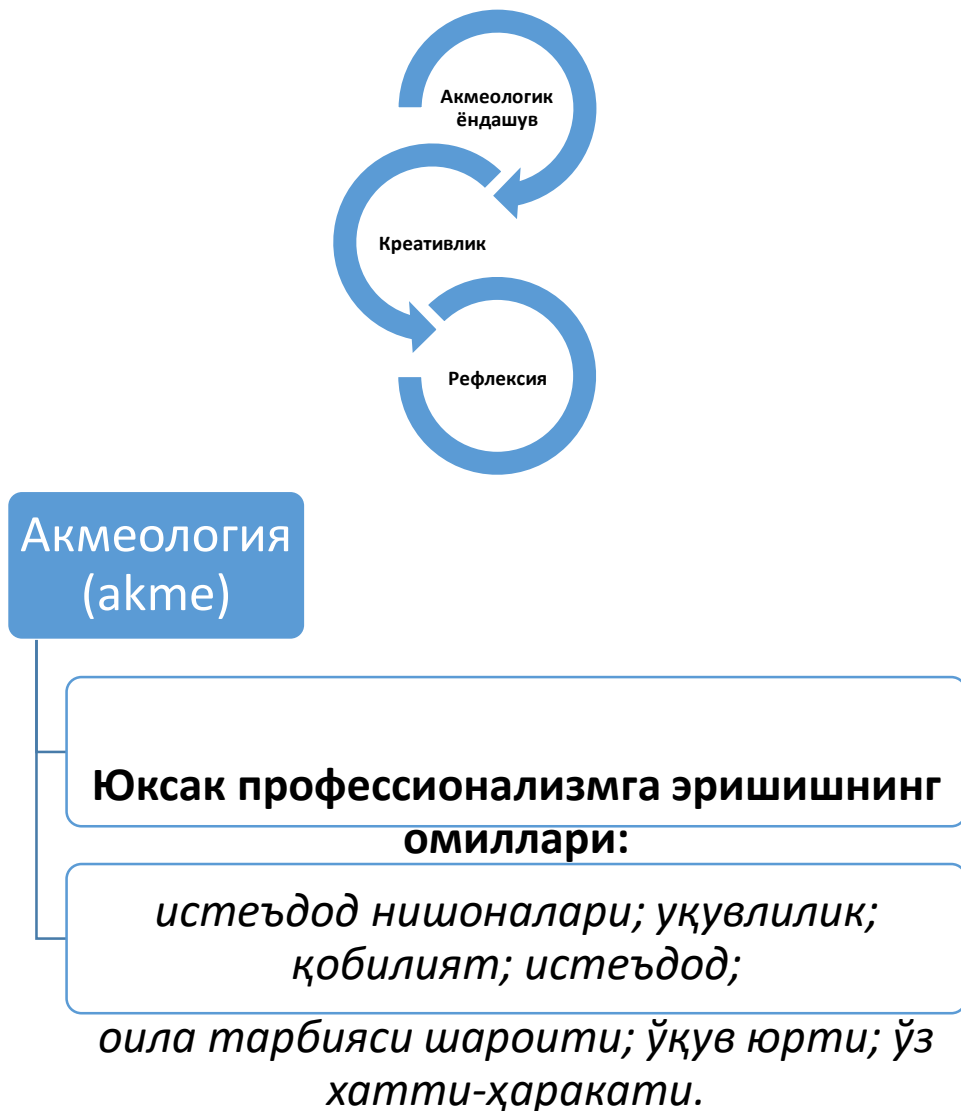 Акмеологик
ёндашув
Креативлик
Рефлексия
Акмеология
(akme)
Юксак профессионализмга эришишнинг
омиллари:
истеъдод нишоналари; уқувлилик;
қобилият; истеъдод;
оила тарбияси шароити; ўқув юрти; ўз
хатти-ҳаракати.